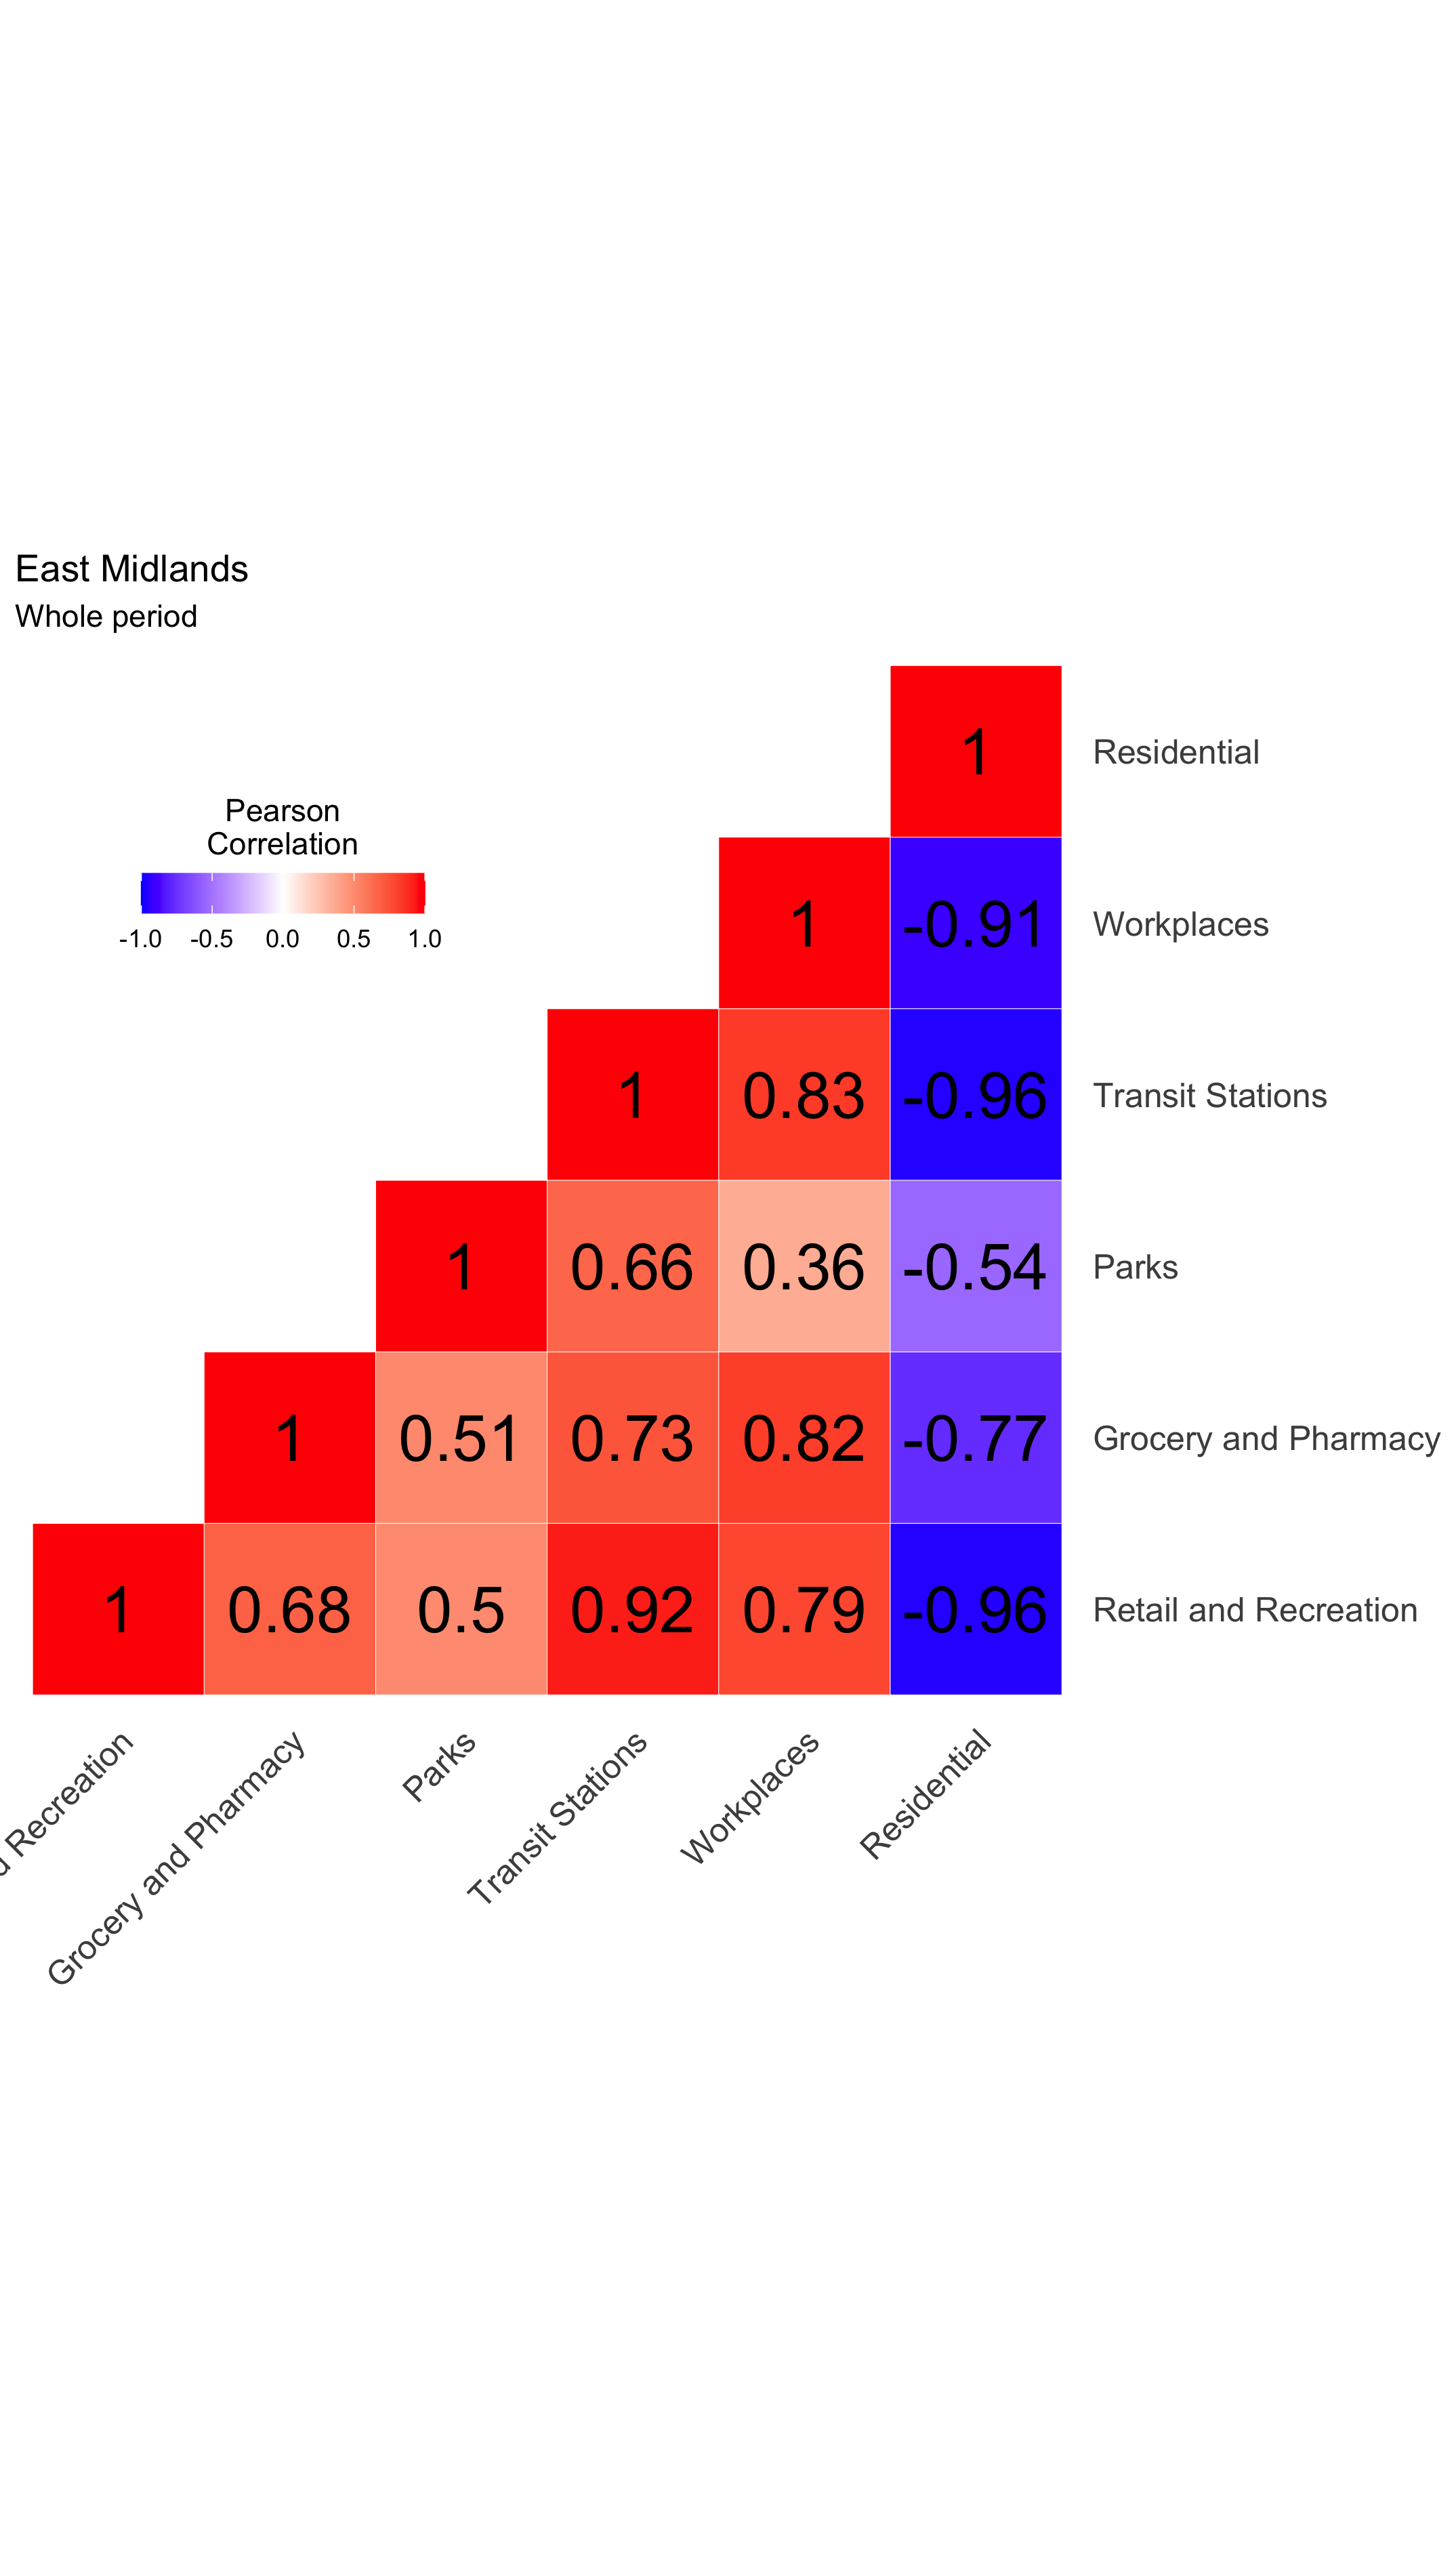 East Midlands
Whole period
1 Residential
Pearson
Correlation
-1.0 -0.5 0.0 0.5 1.0
1 -0.91 Workplaces
1 0.83 -0.96 Transit Stations
1 0.66 0.36 -0.54 Parks
1 0.51 0.73 0.82 -0.77 Grocery and Pharmacy
1 0.68 0.5 0.92 0.79 -0.96 Retail and Recreation
Recreation
Grocery and Pharmacy
Parks
Transit Stations
Workplaces
Residential